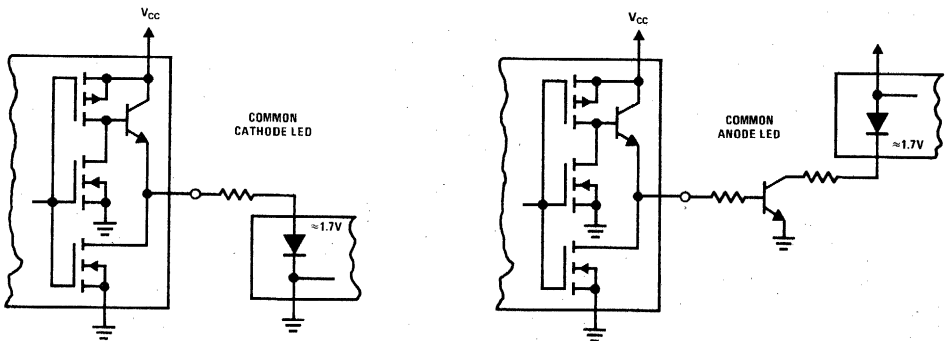 VCC
COMMON
CATHODE LED
≈1.7V
VCC
COMMON
ANODE LED
≈1.7V